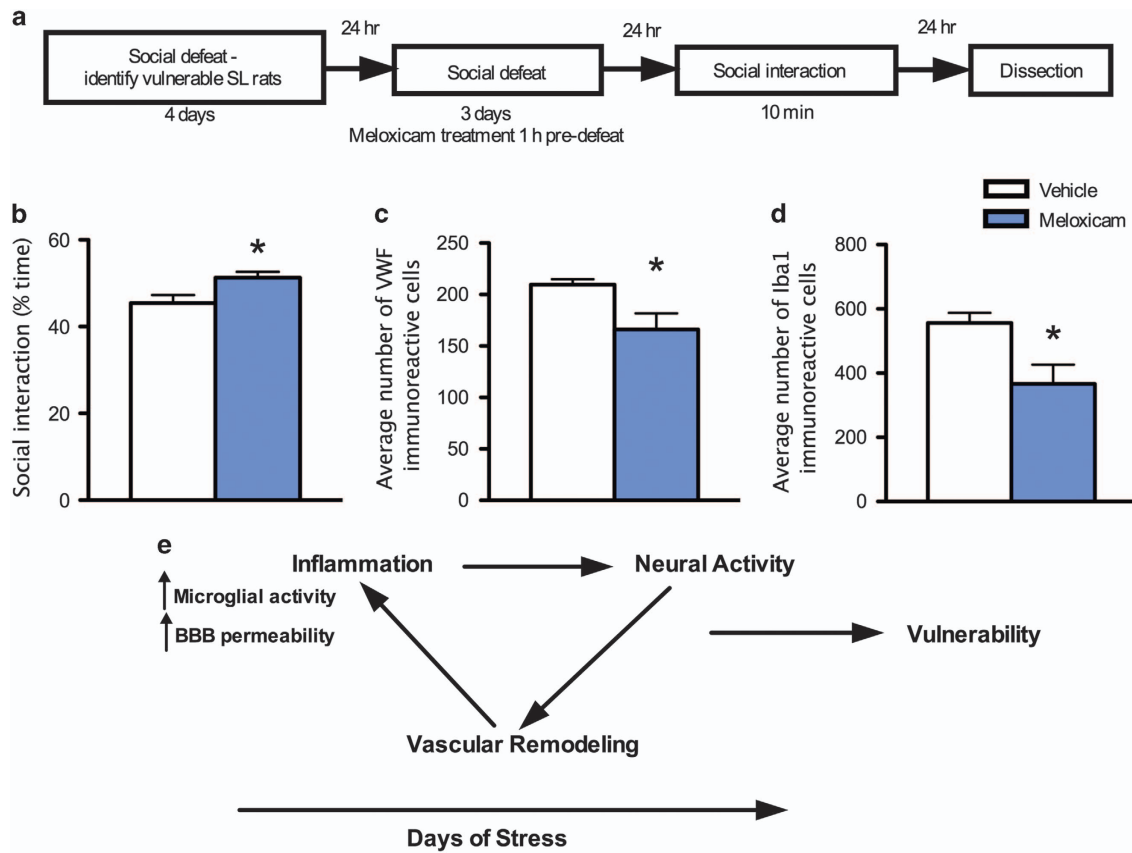 a
24 hr
24 hr
24 hr
Social defeat -
identify vulnerable SL rats
Social defeat
Social interaction
Dissection
4 days
3 days
10 min
Meloxicam treatment 1 h pre-defeat
Vehicle
Meloxicam
b
Social interaction (% time)
60
40
20
0
*
c
Average number of VWF
immunoreactive cells
250
200
150
100
50
0
*
d
Average number of Iba1
immunoreactive cells
800
600
400
200
0
*
e
Inflammation
Neural Activity
Microglial activity
BBB permeability
Vulnerability
Vascular Remodeling
Days of Stress